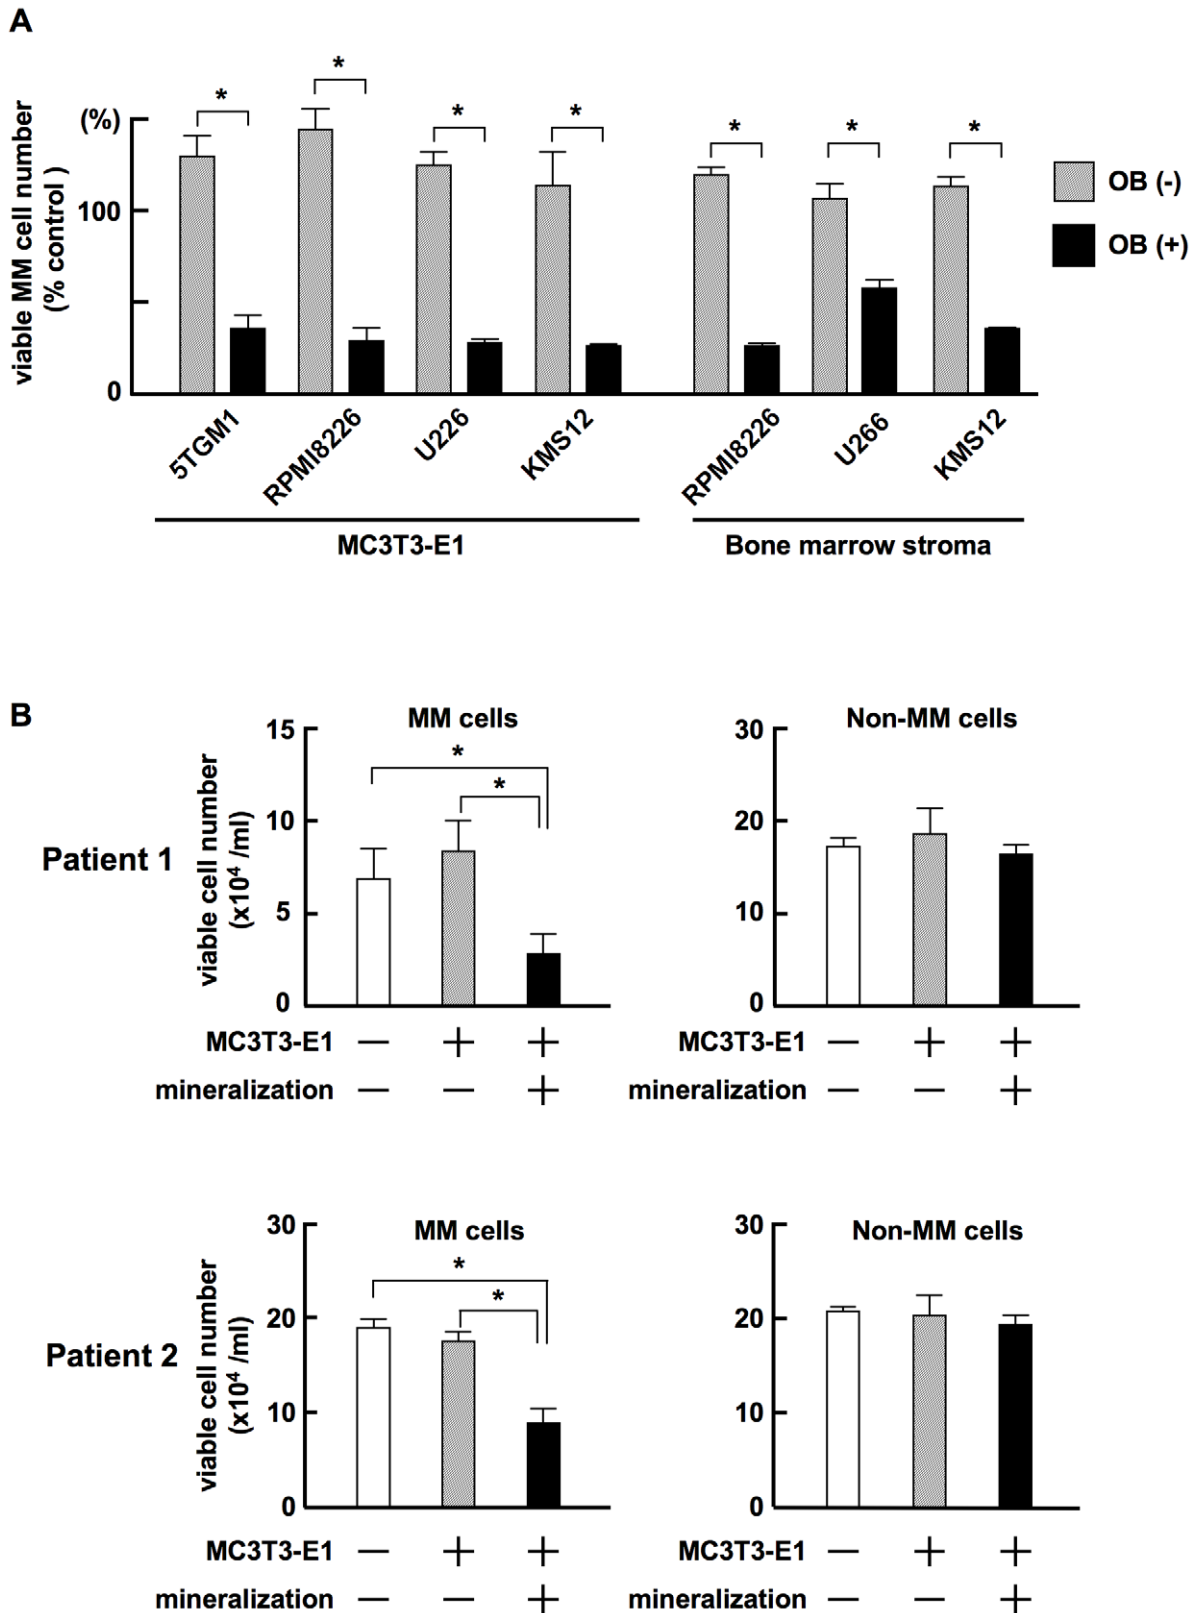 A
viable MM cell number
(% control )
(%)
100
0
* * * * * * *
OB (-)
OB (+)
5TGM1 RPMI8226 U226 KMS12 RPMI8226 U266 KMS12
MC3T3-E1 Bone marrow stroma
B
Patient 1
MM cells
viable cell number
(x10⁴ /ml)
15
10
5
0
*
*
MC3T3-E1 — + +
mineralization — — +
Non-MM cells
30
20
10
0
MC3T3-E1 — + +
mineralization — — +
Patient 2
MM cells
viable cell number
(x10⁴ /ml)
30
20
10
0
*
*
MC3T3-E1 — + +
mineralization — — +
Non-MM cells
30
20
10
0
MC3T3-E1 — + +
mineralization — — +